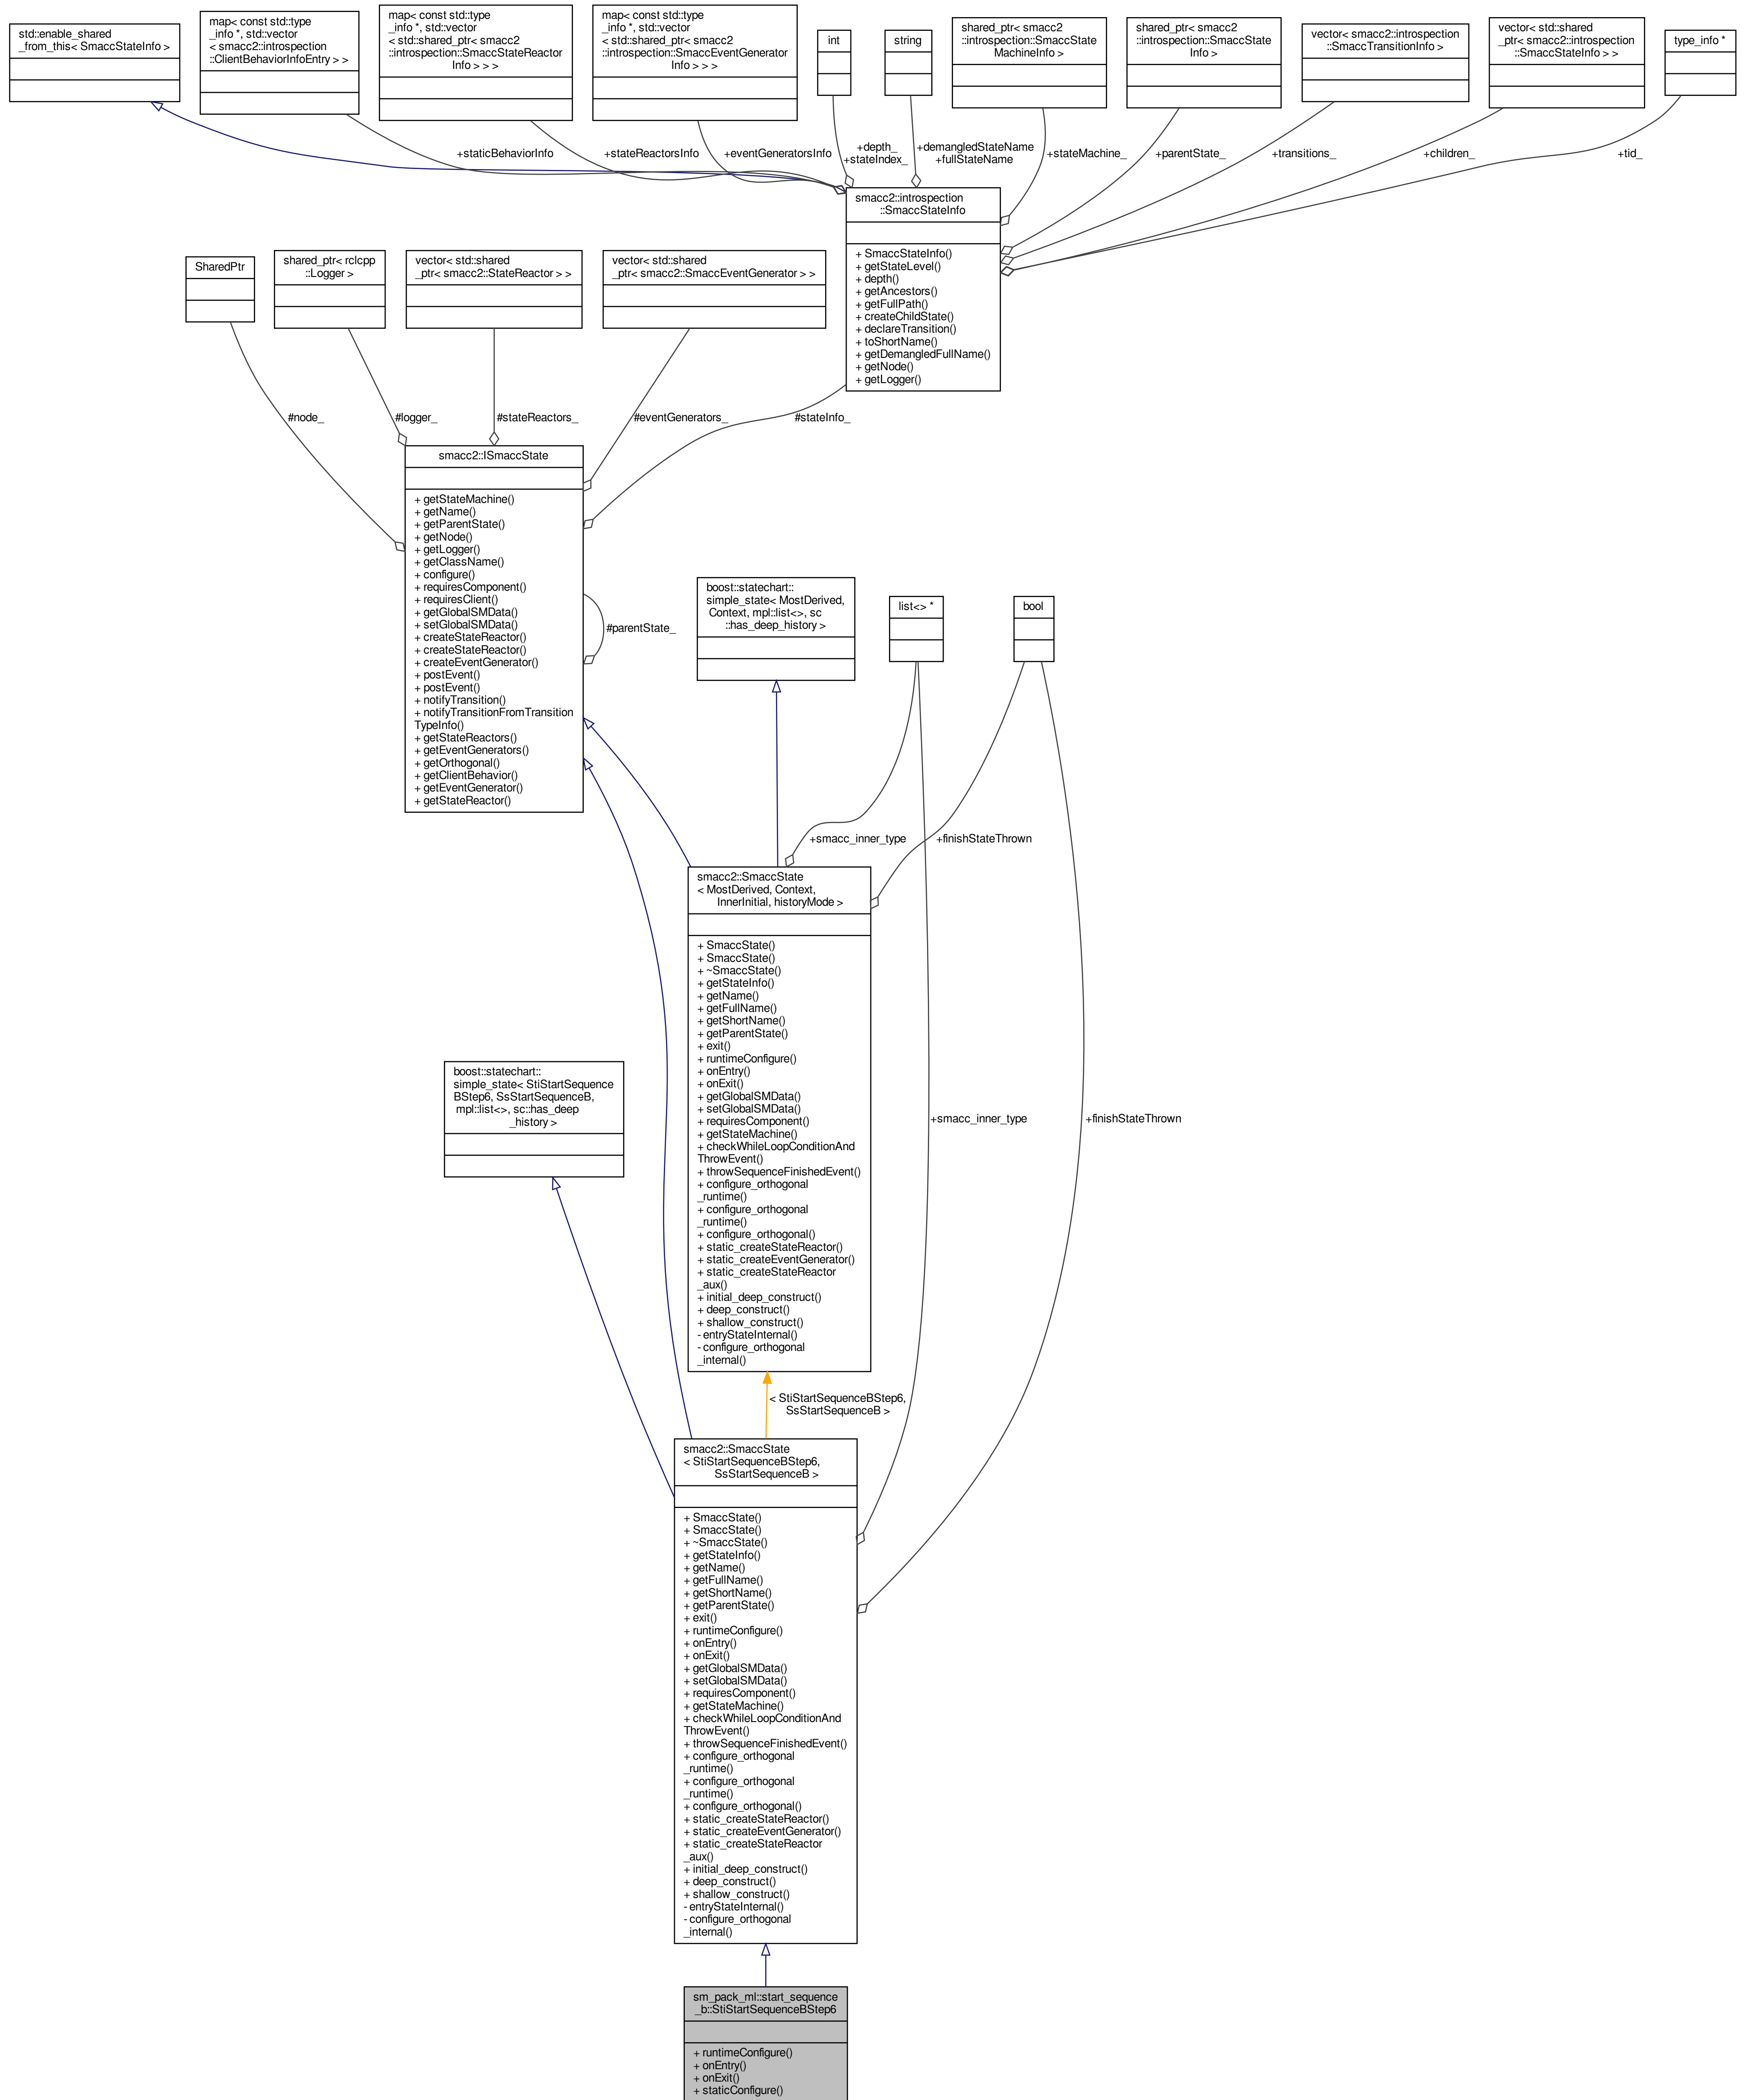 std::enable_shared
_from_this< SmaccStateInfo >
map< const std::type
_info *, std::vector
< smacc2::introspection
::ClientBehaviorInfoEntry > >
map< const std::type
_info *, std::vector
< std::shared_ptr< smacc2
::introspection::SmaccStateReactor
Info > > >
map< const std::type
_info *, std::vector
< std::shared_ptr< smacc2
::introspection::SmaccEventGenerator
Info > > >
int
string
shared_ptr< smacc2
::introspection::SmaccState
MachineInfo >
shared_ptr< smacc2
::introspection::SmaccState
Info >
vector< smacc2::introspection
::SmaccTransitionInfo >
vector< std::shared
_ptr< smacc2::introspection
::SmaccStateInfo > >
type_info *
+staticBehaviorInfo
+stateReactorsInfo
+eventGeneratorsInfo
+depth_
+stateIndex_
+demangledStateName
+fullStateName
+stateMachine_
+parentState_
+transitions_
+children_
+tid_
smacc2::introspection
::SmaccStateInfo
+ SmaccStateInfo()
+ getStateLevel()
+ depth()
+ getAncestors()
+ getFullPath()
+ createChildState()
+ declareTransition()
+ toShortName()
+ getDemangledFullName()
+ getNode()
+ getLogger()
SharedPtr
shared_ptr< rclcpp
::Logger >
vector< std::shared
_ptr< smacc2::StateReactor > >
vector< std::shared
_ptr< smacc2::SmaccEventGenerator > >
#node_
#logger_
#stateReactors_
#eventGenerators_
#stateInfo_
smacc2::ISmaccState
+ getStateMachine()
+ getName()
+ getParentState()
+ getNode()
+ getLogger()
+ getClassName()
+ configure()
+ requiresComponent()
+ requiresClient()
+ getGlobalSMData()
+ setGlobalSMData()
+ createStateReactor()
+ createStateReactor()
+ createEventGenerator()
+ postEvent()
+ postEvent()
+ notifyTransition()
+ notifyTransitionFromTransition
TypeInfo()
+ getStateReactors()
+ getEventGenerators()
+ getOrthogonal()
+ getClientBehavior()
+ getEventGenerator()
+ getStateReactor()
#parentState_
boost::statechart::
simple_state< MostDerived,
Context, mpl::list<>, sc
::has_deep_history >
list<> *
bool
+smacc_inner_type
+finishStateThrown
smacc2::SmaccState
< MostDerived, Context,
InnerInitial, historyMode >
+ SmaccState()
+ SmaccState()
+ ~SmaccState()
+ getStateInfo()
+ getName()
+ getFullName()
+ getShortName()
+ getParentState()
+ exit()
+ runtimeConfigure()
+ onEntry()
+ onExit()
+ getGlobalSMData()
+ setGlobalSMData()
+ requiresComponent()
+ getStateMachine()
+ checkWhileLoopConditionAnd
ThrowEvent()
+ throwSequenceFinishedEvent()
+ configure_orthogonal
_runtime()
+ configure_orthogonal
_runtime()
+ configure_orthogonal()
+ static_createStateReactor()
+ static_createEventGenerator()
+ static_createStateReactor
_aux()
+ initial_deep_construct()
+ deep_construct()
+ shallow_construct()
- entryStateInternal()
- configure_orthogonal
_internal()
boost::statechart::
simple_state< StiStartSequence
BStep6, SsStartSequenceB,
mpl::list<>, sc::has_deep
_history >
+smacc_inner_type
+finishStateThrown
< StiStartSequenceBStep6,
SsStartSequenceB >
smacc2::SmaccState
< StiStartSequenceBStep6,
SsStartSequenceB >
+ SmaccState()
+ SmaccState()
+ ~SmaccState()
+ getStateInfo()
+ getName()
+ getFullName()
+ getShortName()
+ getParentState()
+ exit()
+ runtimeConfigure()
+ onEntry()
+ onExit()
+ getGlobalSMData()
+ setGlobalSMData()
+ requiresComponent()
+ getStateMachine()
+ checkWhileLoopConditionAnd
ThrowEvent()
+ throwSequenceFinishedEvent()
+ configure_orthogonal
_runtime()
+ configure_orthogonal
_runtime()
+ configure_orthogonal()
+ static_createStateReactor()
+ static_createEventGenerator()
+ static_createStateReactor
_aux()
+ initial_deep_construct()
+ deep_construct()
+ shallow_construct()
- entryStateInternal()
- configure_orthogonal
_internal()
sm_pack_ml::start_sequence
_b::StiStartSequenceBStep6
+ runtimeConfigure()
+ onEntry()
+ onExit()
+ staticConfigure()